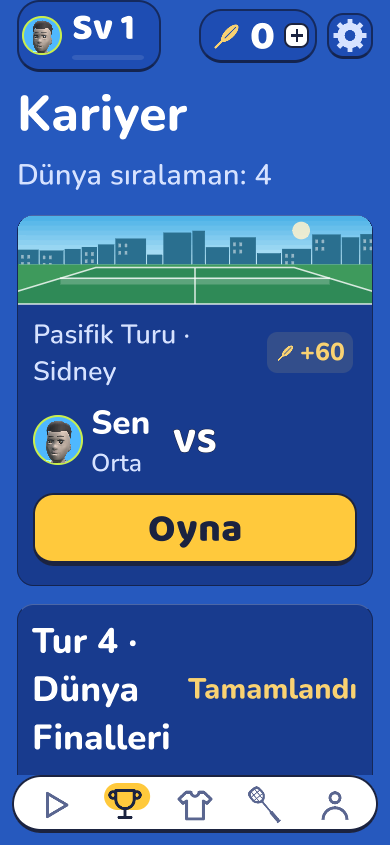 Sv 1
0
Kariyer
Dünya sıralaman: 4
Pasifik Turu ·
Sidney
+60
Sen
Orta
vs
Oyna
Tur 4 ·
Dünya
Finalleri
Tamamlandı